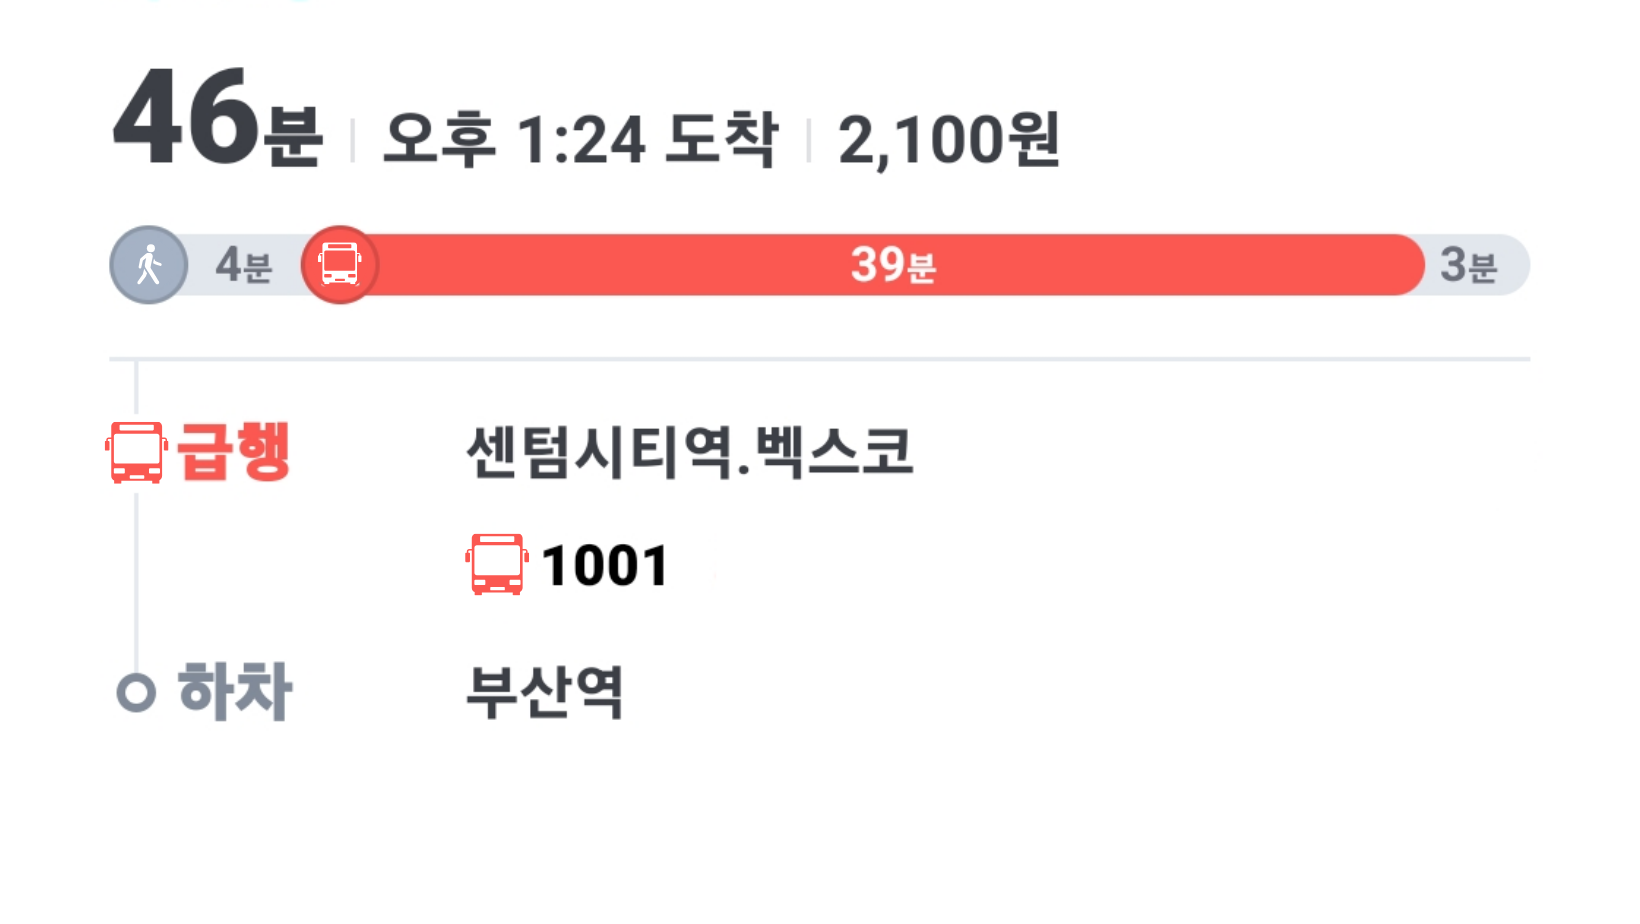 46분 | 오후 1:24 도착 | 2,100원
4분 39분 3분
급행 센텀시티역.벡스코
1001
하차 부산역